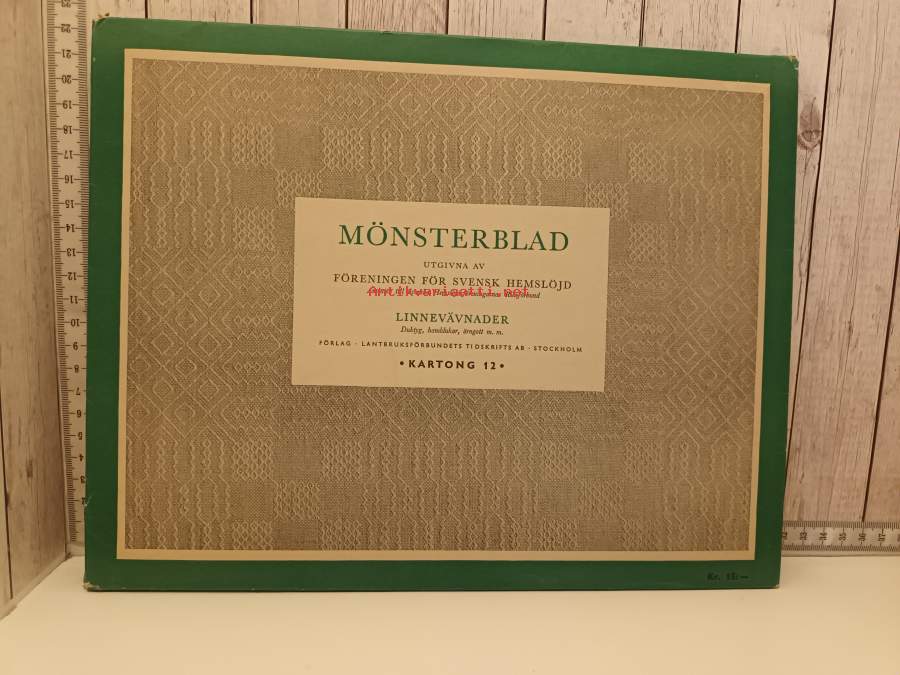 MÖNSTERBLAD
UTGIVNA AV
FÖRENINGEN FÖR SVENSK HEMSLÖJD
antikvariaatti.net
LINNEVÄVNADER
Duktyg, handdukar, örngott m. m.
FÖRLAG · LANTBRUKSFÖRBUNDETS TIDSKRIFTS AB · STOCKHOLM
• KARTONG 12 •
Kr. 15:—